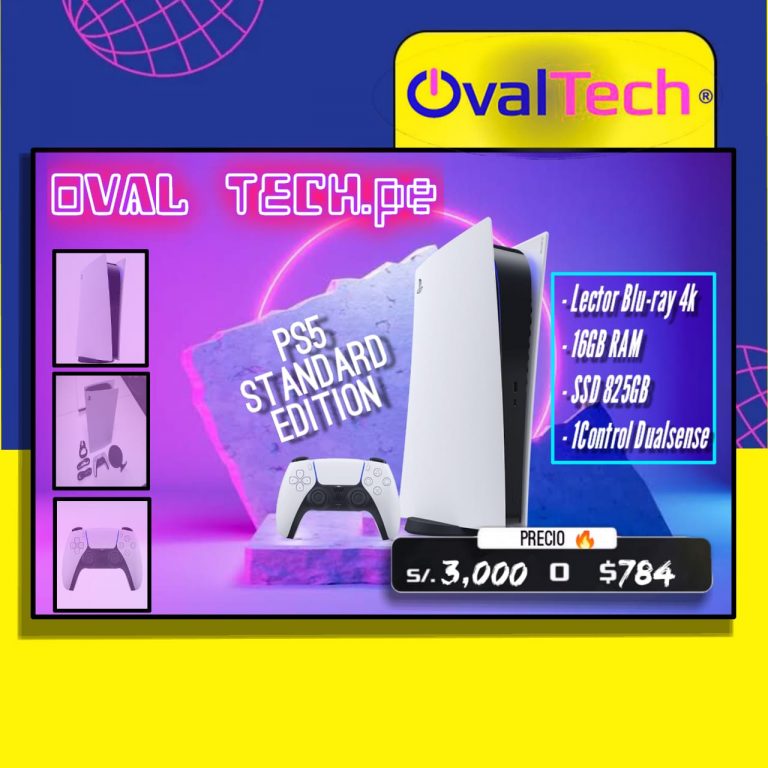 OvalTech®
OVAL TECH.pe
PS5
STANDARD
EDITION
- Lector Blu-ray 4k
- 16GB RAM
- SSD 825GB
- 1Control Dualsense
PRECIO 🔥
S/. 3,000 O $784